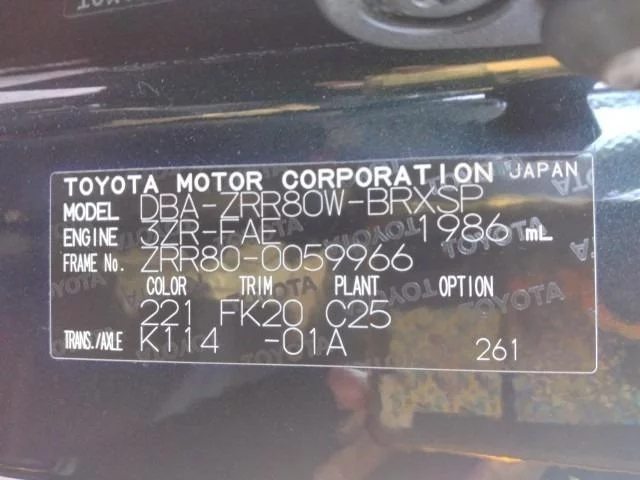 TOYOTA MOTOR CORPORATION JAPAN
MODEL DBA-ZRR80W-BRXSP
ENGINE 3ZR-FAE 1986 mL
FRAME No. ZRR80-0059966
COLOR TRIM PLANT OPTION
221 FK20 C25
TRANS./AXLE K114 -01A 261